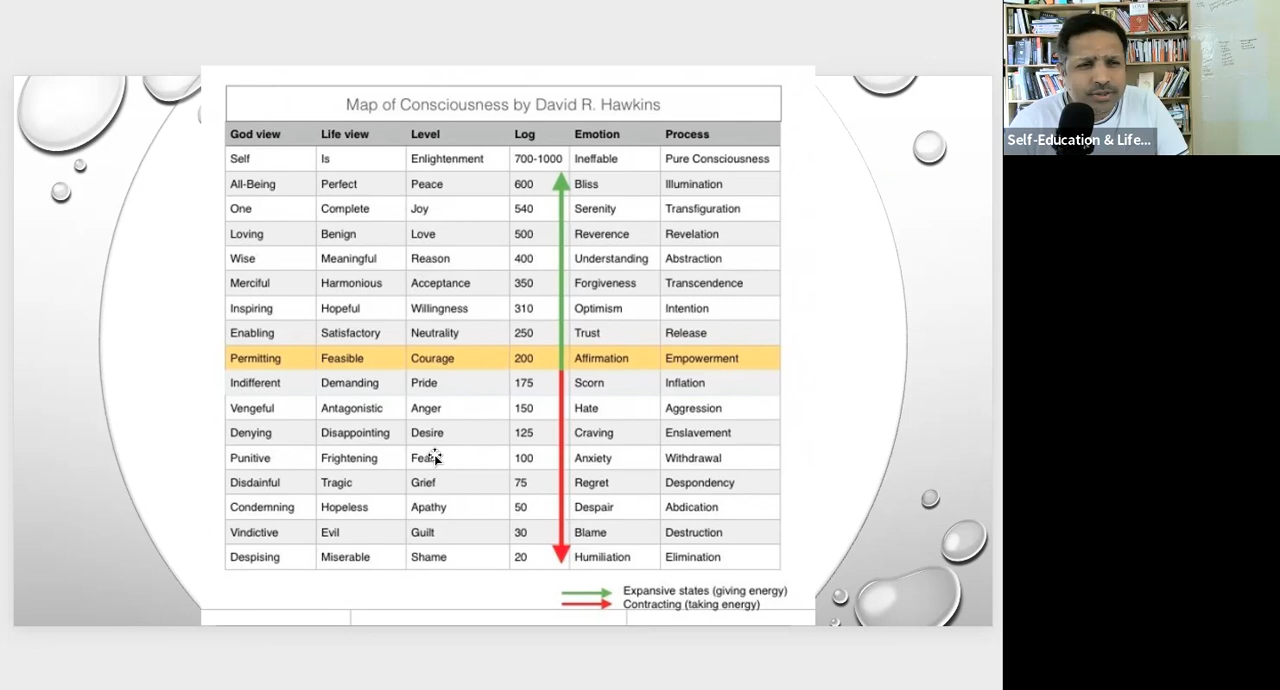 Map of Consciousness by David R. Hawkins
God view Life view Level Log Emotion Process
Self Is Enlightenment 700-1000 Ineffable Pure Consciousness
All-Being Perfect Peace 600 Bliss Illumination
One Complete Joy 540 Serenity Transfiguration
Loving Benign Love 500 Reverence Revelation
Wise Meaningful Reason 400 Understanding Abstraction
Merciful Harmonious Acceptance 350 Forgiveness Transcendence
Inspiring Hopeful Willingness 310 Optimism Intention
Enabling Satisfactory Neutrality 250 Trust Release
Permitting Feasible Courage 200 Affirmation Empowerment
Indifferent Demanding Pride 175 Scorn Inflation
Vengeful Antagonistic Anger 150 Hate Aggression
Denying Disappointing Desire 125 Craving Enslavement
Punitive Frightening Fear 100 Anxiety Withdrawal
Disdainful Tragic Grief 75 Regret Despondency
Condemning Hopeless Apathy 50 Despair Abdication
Vindictive Evil Guilt 30 Blame Destruction
Despising Miserable Shame 20 Humiliation Elimination
Expansive states (giving energy)
Contracting (taking energy)
Self-Education & Life...